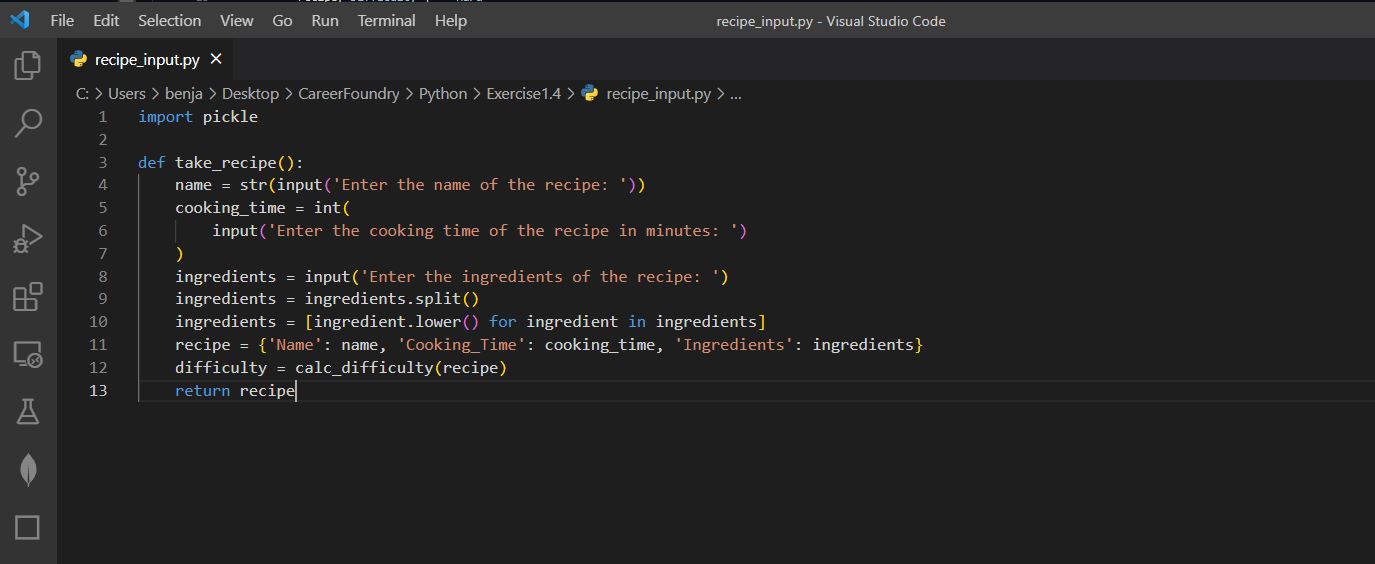 File Edit Selection View Go Run Terminal Help recipe_input.py - Visual Studio Code
recipe_input.py ×
C: > Users > benja > Desktop > CareerFoundry > Python > Exercise1.4 > recipe_input.py > ...
1 import pickle
2
3 def take_recipe():
4     name = str(input('Enter the name of the recipe: '))
5     cooking_time = int(
6         input('Enter the cooking time of the recipe in minutes: ')
7     )
8     ingredients = input('Enter the ingredients of the recipe: ')
9     ingredients = ingredients.split()
10     ingredients = [ingredient.lower() for ingredient in ingredients]
11     recipe = {'Name': name, 'Cooking_Time': cooking_time, 'Ingredients': ingredients}
12     difficulty = calc_difficulty(recipe)
13     return recipe